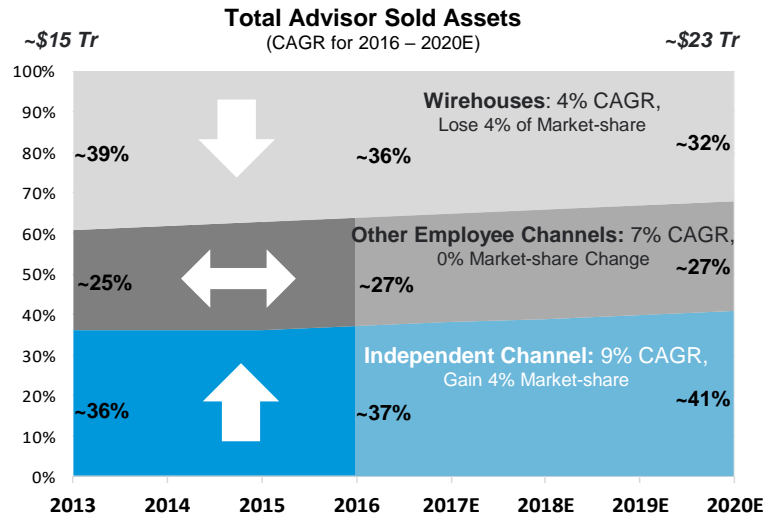 Total Advisor Sold Assets
~$15 Tr
(CAGR for 2016 – 2020E)
~$23 Tr
100%
90%
80%
70%
60%
50%
40%
30%
20%
10%
0%
Wirehouses: 4% CAGR,
Lose 4% of Market-share
~39%
~36%
~32%
Other Employee Channels: 7% CAGR,
0% Market-share Change
~25%
~27%
~27%
Independent Channel: 9% CAGR,
Gain 4% Market-share
~36%
~37%
~41%
2013
2014
2015
2016
2017E
2018E
2019E
2020E